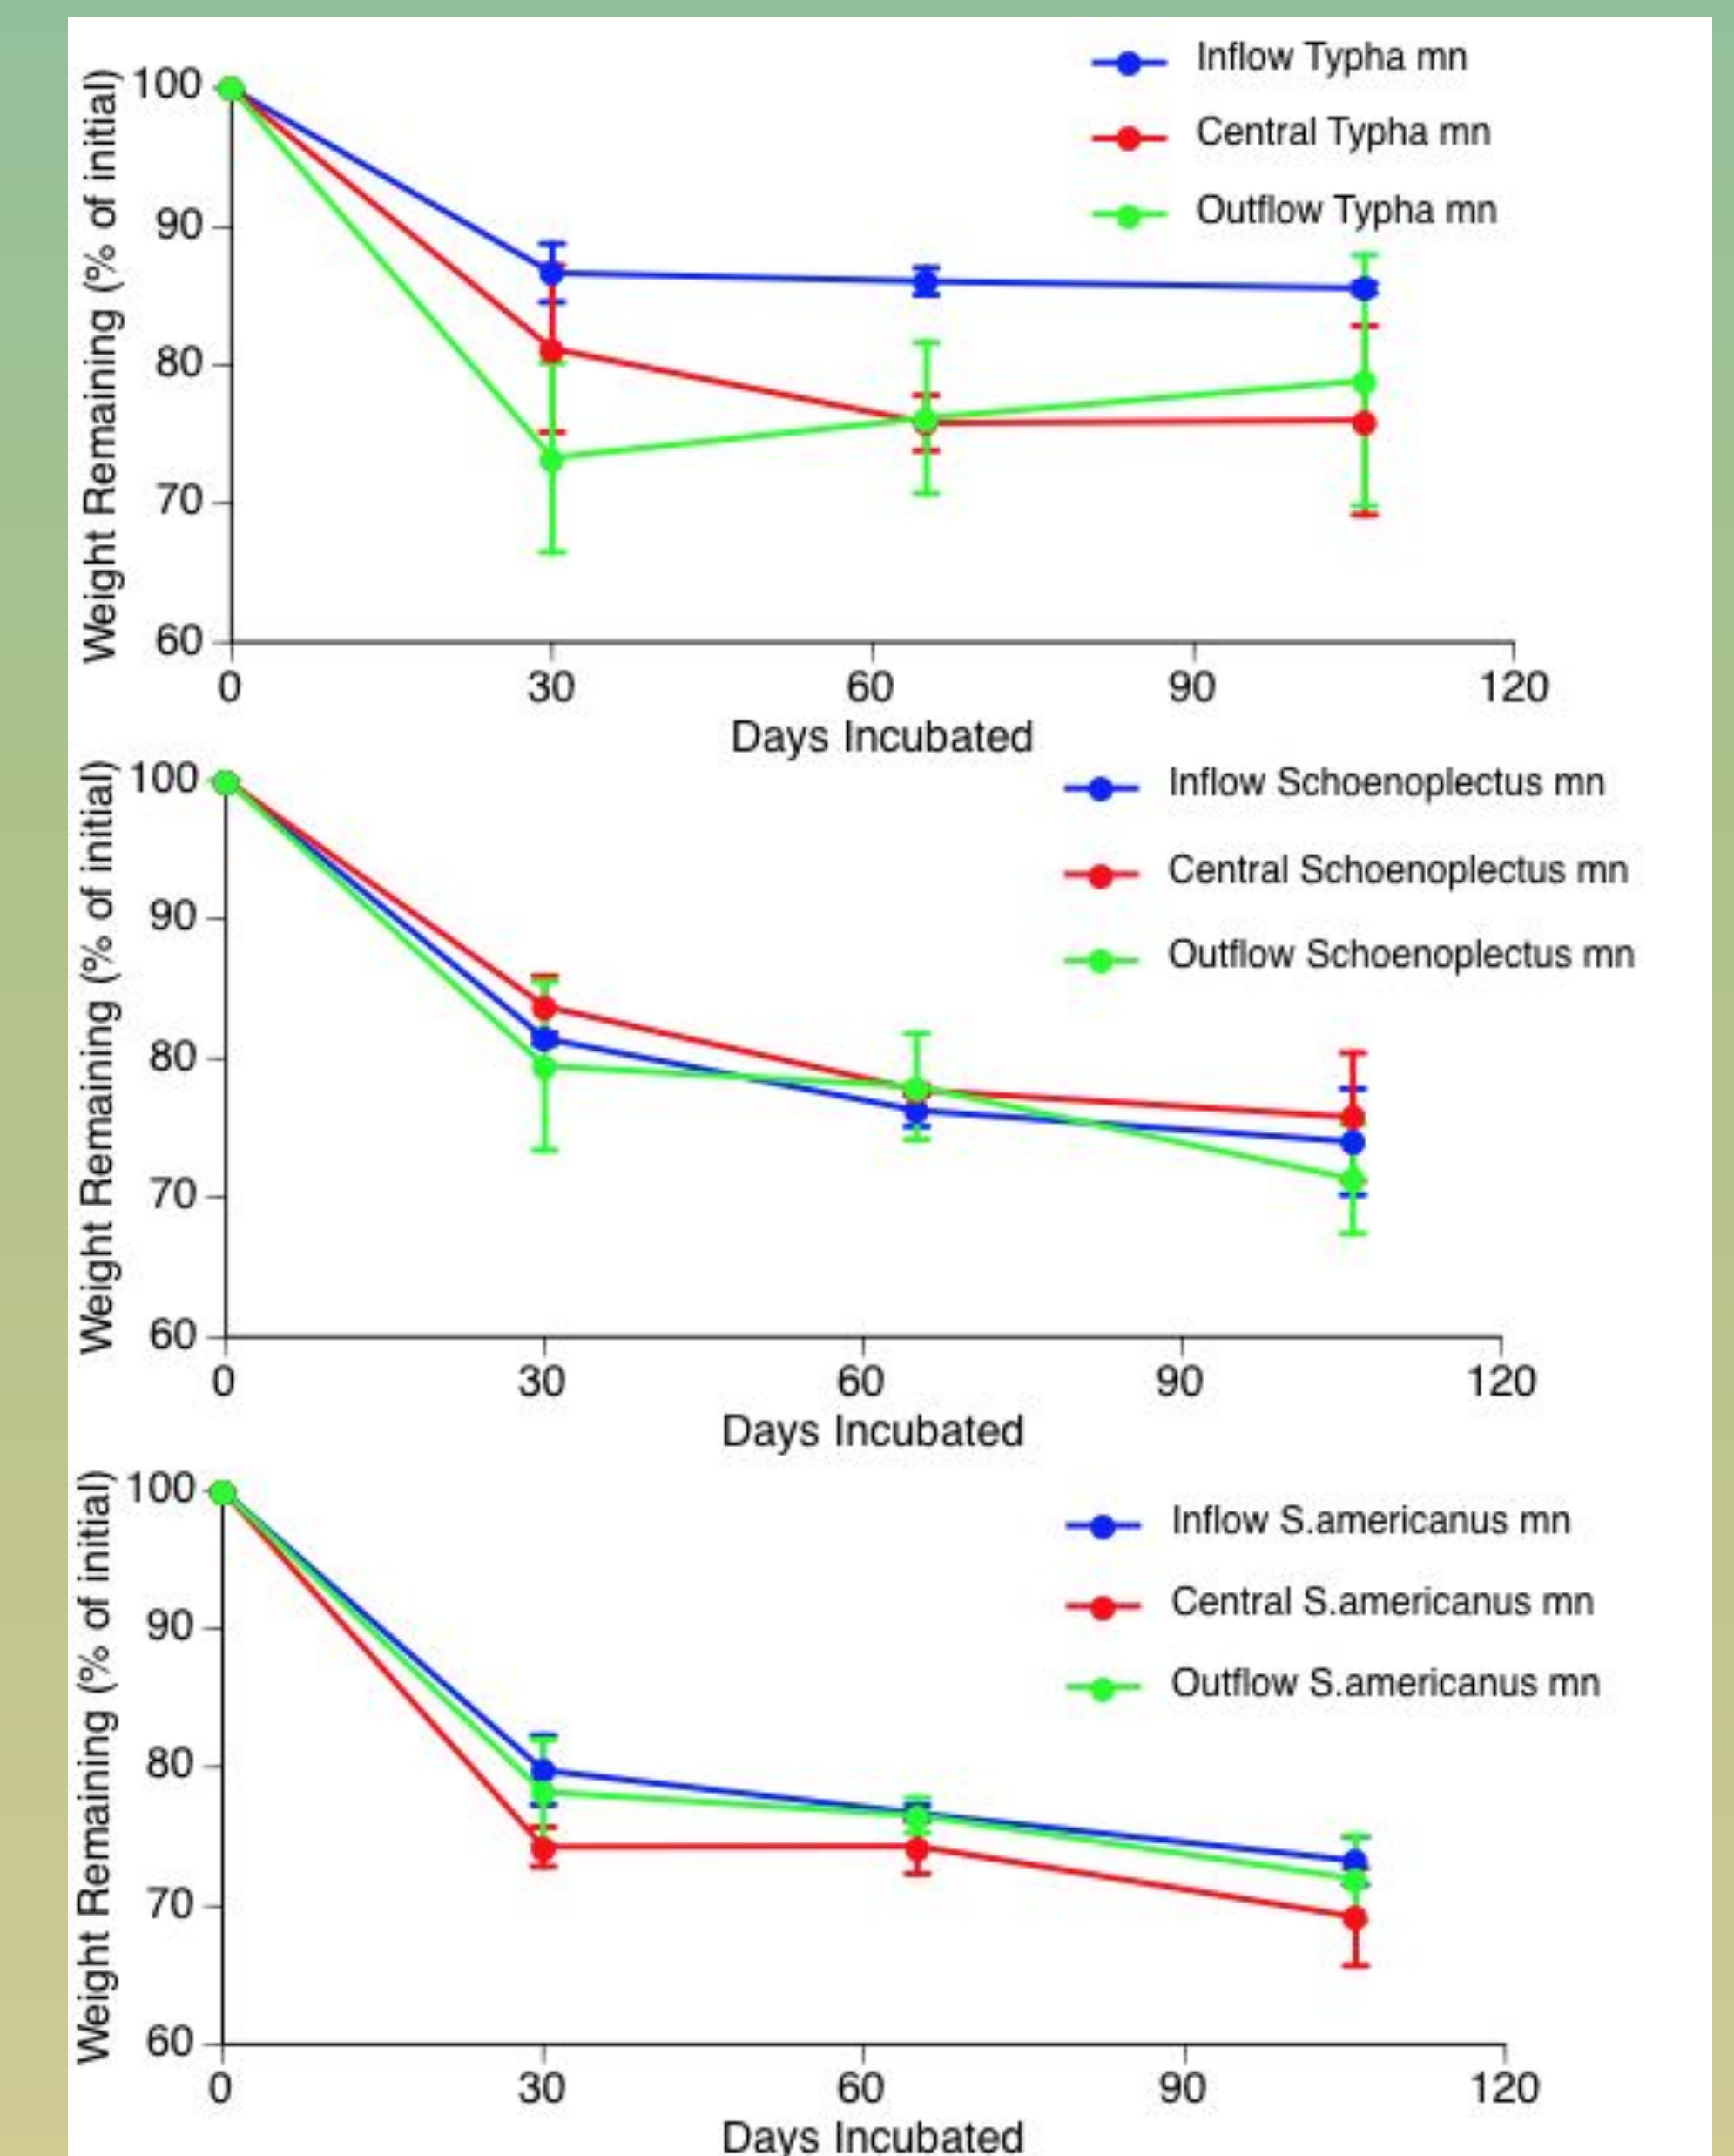 Weight Remaining (% of initial)
100
90
80
70
60
0 30 60 90 120
Days Incubated
Inflow Typha mn
Central Typha mn
Outflow Typha mn
Weight Remaining (% of initial)
100
90
80
70
60
0 30 60 90 120
Days Incubated
Inflow Schoenoplectus mn
Central Schoenoplectus mn
Outflow Schoenoplectus mn
Weight Remaining (% of initial)
100
90
80
70
60
0 30 60 90 120
Days Incubated
Inflow S.americanus mn
Central S.americanus mn
Outflow S.americanus mn